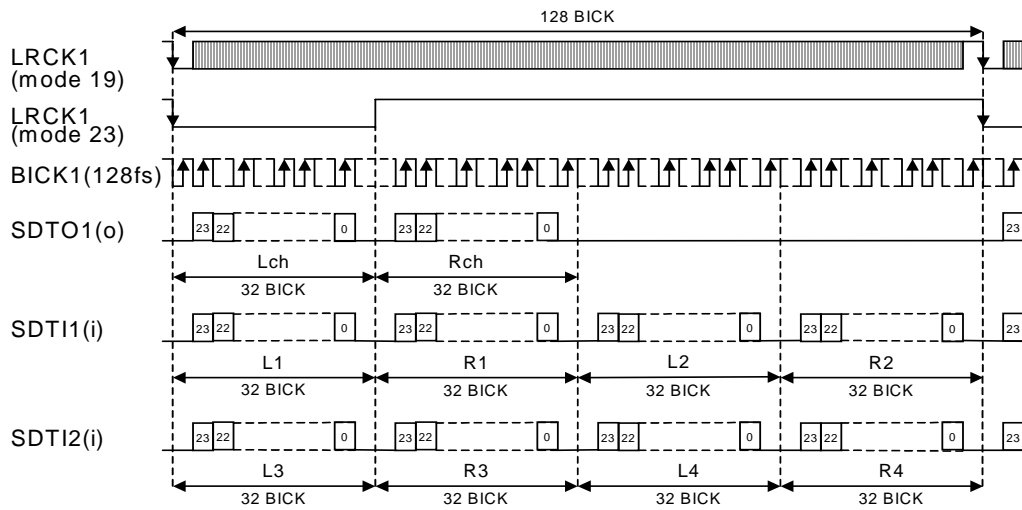 128 BICK
LRCK1
(mode 19)
LRCK1
(mode 23)
BICK1(128fs)
SDTO1(o)
23 22 0 23 22 0 23
Lch Rch
32 BICK 32 BICK
SDTI1(i)
23 22 0 23 22 0 23 22 0 23 22 0 23
L1 R1 L2 R2
32 BICK 32 BICK 32 BICK 32 BICK
SDTI2(i)
23 22 0 23 22 0 23 22 0 23 22 0 23
L3 R3 L4 R4
32 BICK 32 BICK 32 BICK 32 BICK